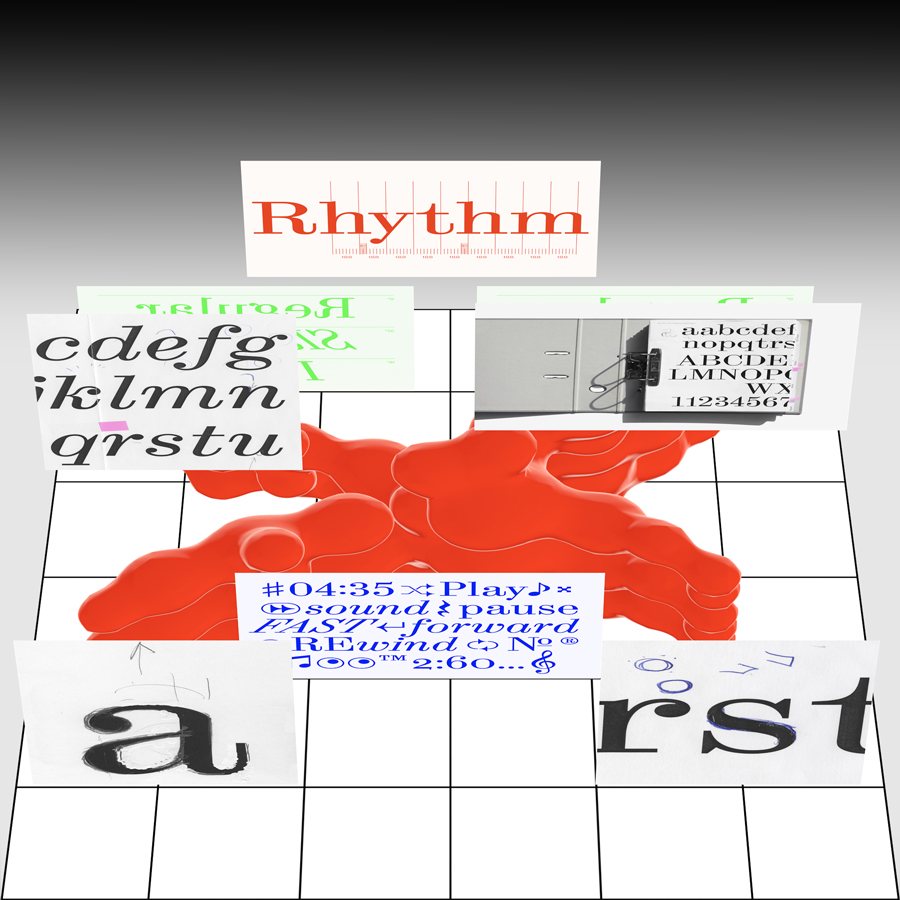 Rhythm
Regular
cdefg
jklmn
qrstu
aabcdef
nopqtrs
ABCDE
LMNOPQ
WX
11234567
#04:35 Play♪×
sound pause
FAST ↩ forward
REwind Nº ®
♫ ™ 2:60...𝄞
a
rst